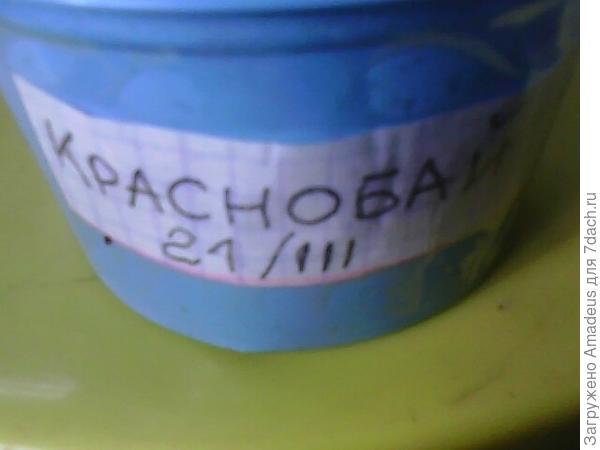 КРАСНОБАЙ
21/III
Загружено Amadeus для 7dach.ru